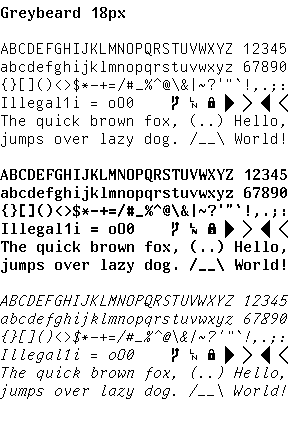 Greybeard 18px
ABCDEFGHIJKLMNOPQRSTUVWXYZ 12345
abcdefghijklmnopqrstuvwxyz 67890
{}[]()<>$*-+=/#_%^@\&|~?'"`!,.;:
Illegal1i = oO0    ▶ ❯ ◀ ❮
The quick brown fox, (..) Hello,
jumps over lazy dog. /__\ World!
ABCDEFGHIJKLMNOPQRSTUVWXYZ 12345
abcdefghijklmnopqrstuvwxyz 67890
{}[]()<>$*-+=/#_%^@\&|~?'"`!,.;:
Illegal1i = oO0    ▶ ❯ ◀ ❮
The quick brown fox, (..) Hello,
jumps over lazy dog. /__\ World!
ABCDEFGHIJKLMNOPQRSTUVWXYZ 12345
abcdefghijklmnopqrstuvwxyz 67890
{}[]()<>$*-+=/#_%^@\&|~?'"`!,.;:
Illegal1i = oO0    ▶ ❯ ◀ ❮
The quick brown fox, (..) Hello,
jumps over lazy dog. /__\ World!